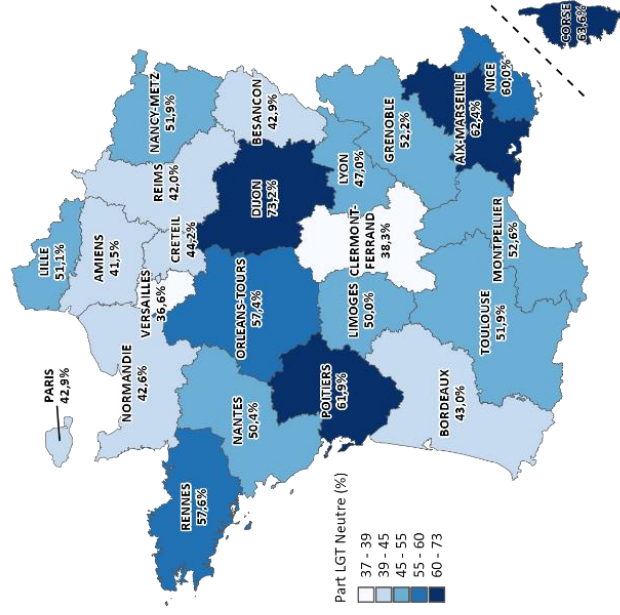 PARIS
42,9%
LILLE
51,1%
AMIENS
41,5%
NORMANDIE
42,6%
VERSAILLES
36,6%
CRETEIL
44,2%
REIMS
42,0%
NANCY-METZ
51,9%
RENNES
57,6%
NANTES
50,4%
ORLEANS-TOURS
57,4%
DIJON
73,2%
BESANCON
42,9%
POITIERS
61,9%
LIMOGES
50,0%
CLERMONT-
FERRAND
38,3%
LYON
47,0%
GRENOBLE
52,2%
BORDEAUX
43,0%
TOULOUSE
51,9%
MONTPELLIER
52,6%
AIX-MARSEILLE
62,4%
NICE
60,0%
CORSE
63,6%
Part LGT Neutre (%)
37 - 39
39 - 45
45 - 55
55 - 60
60 - 73